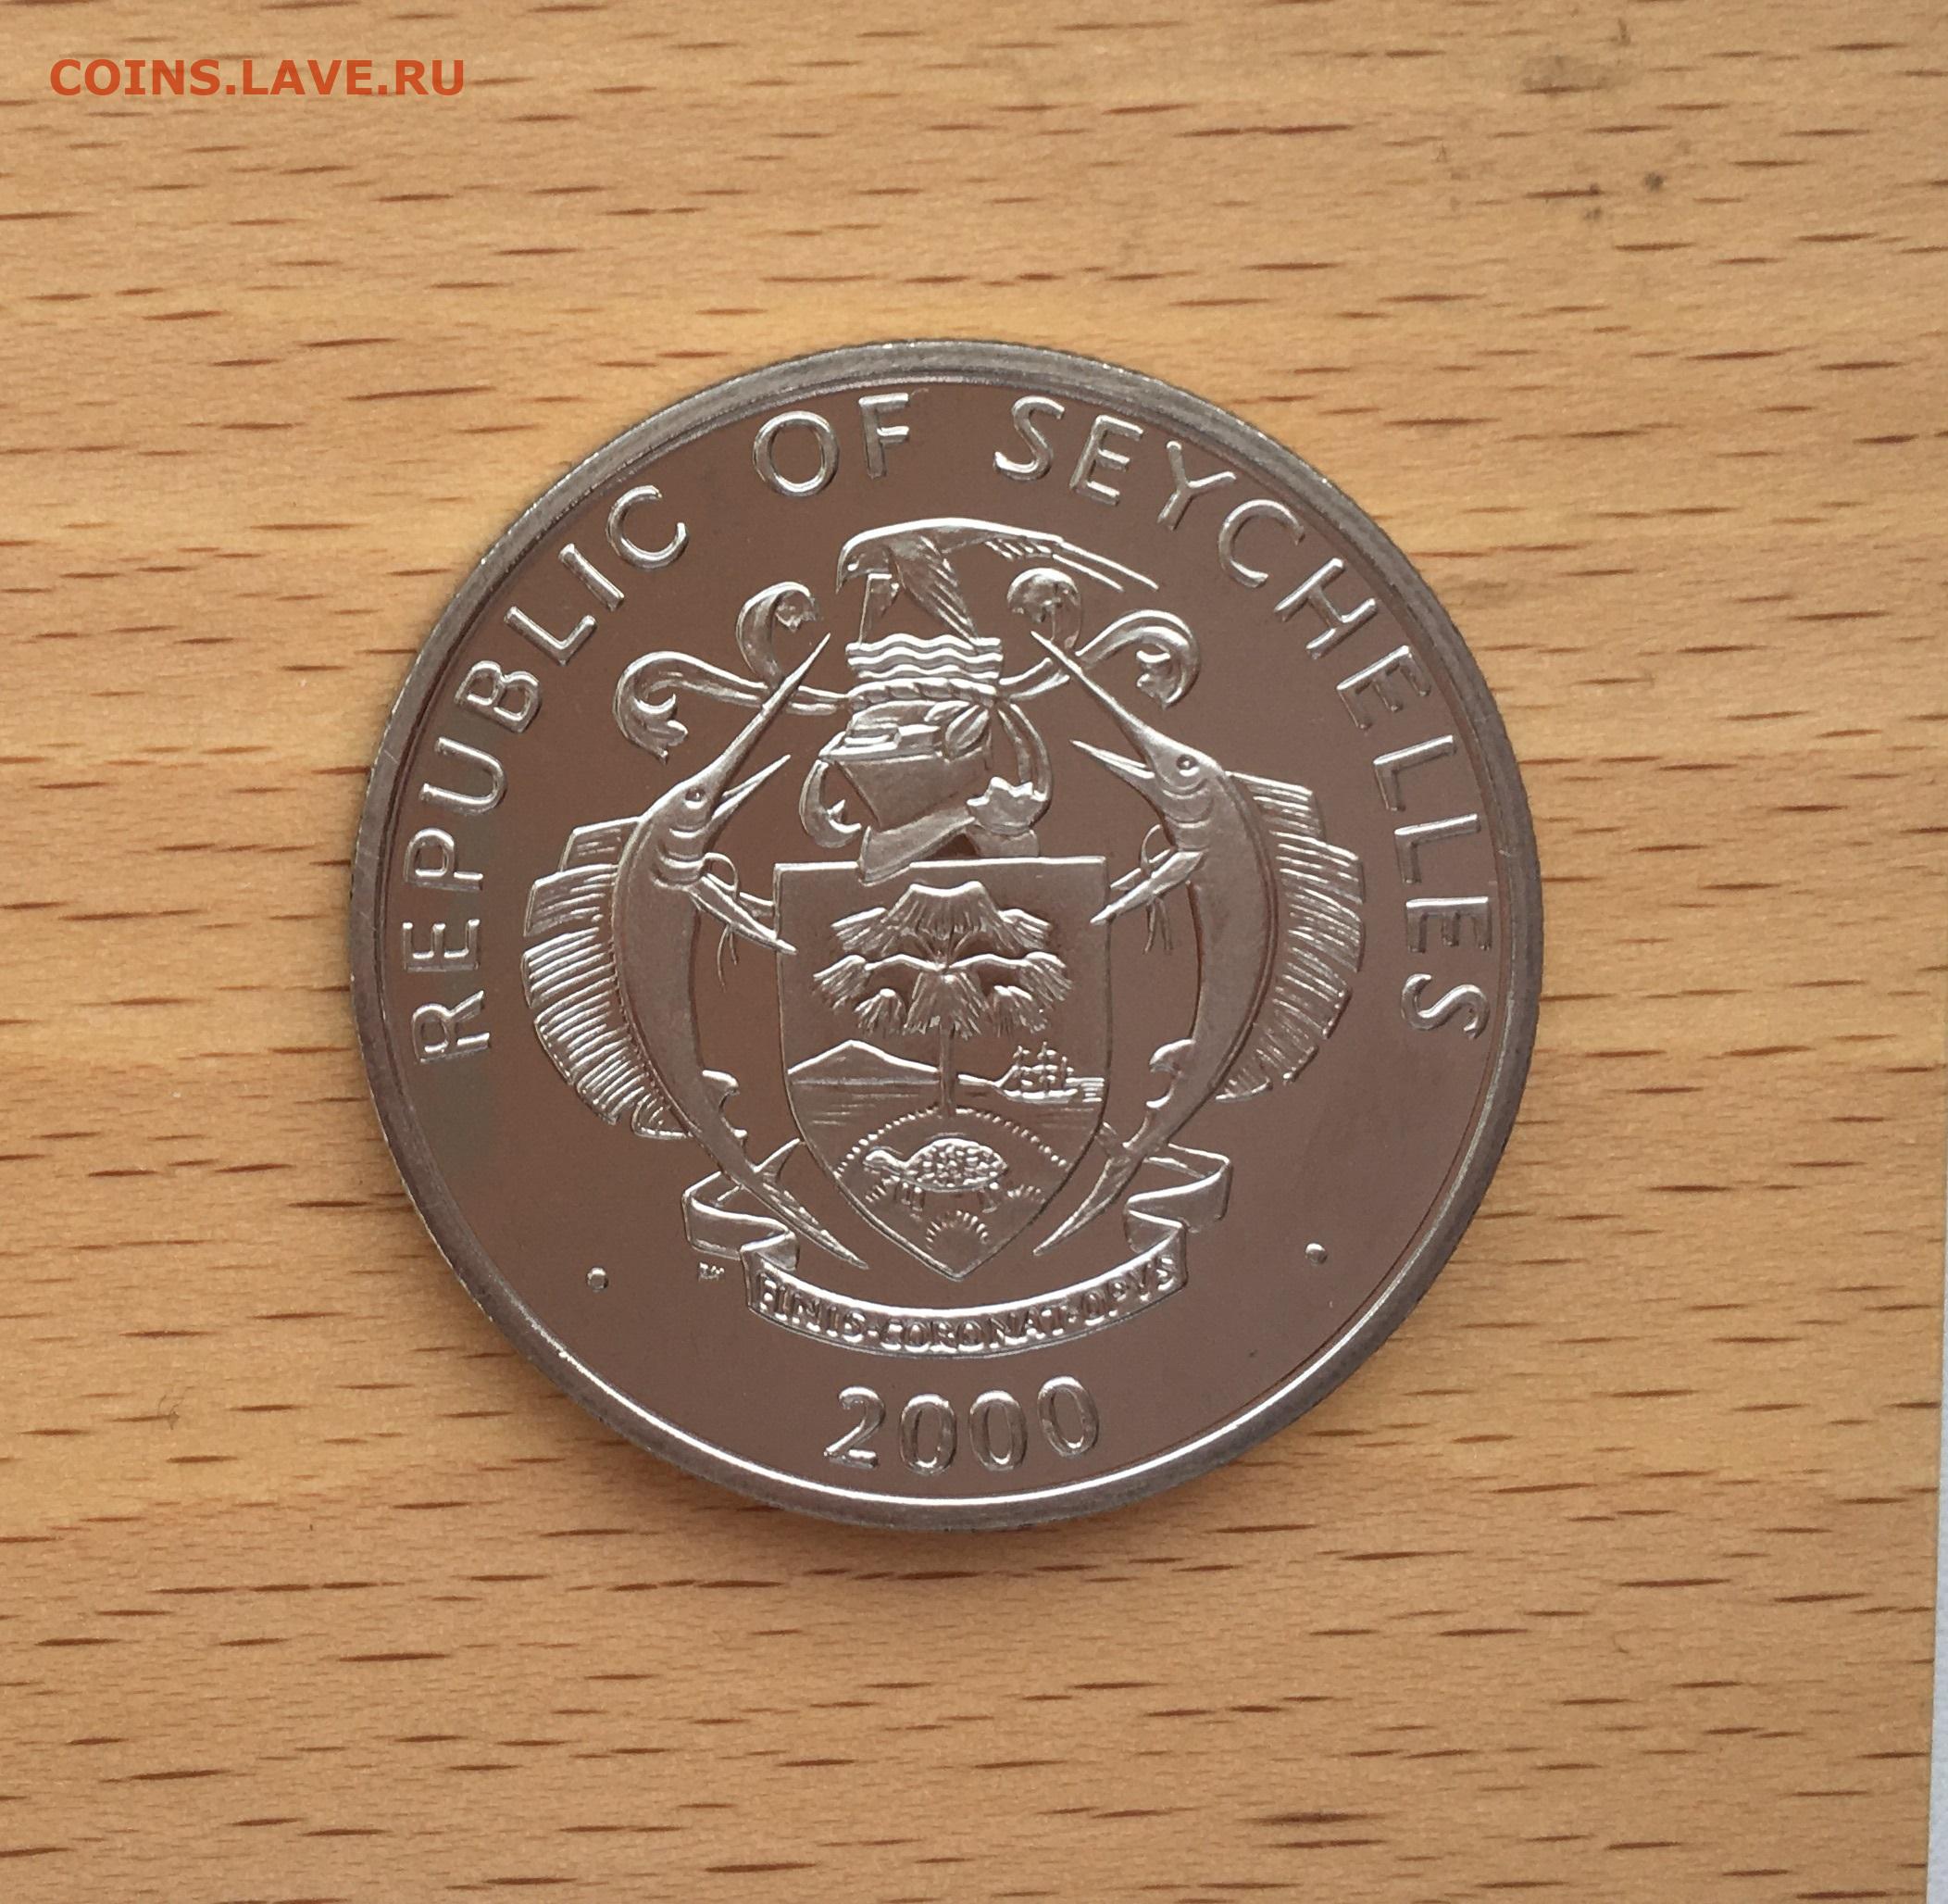 COINS.LAVE.RU
REPUBLIC OF SEYCHELLES
FINIS·CORONAT·OPVS
2000